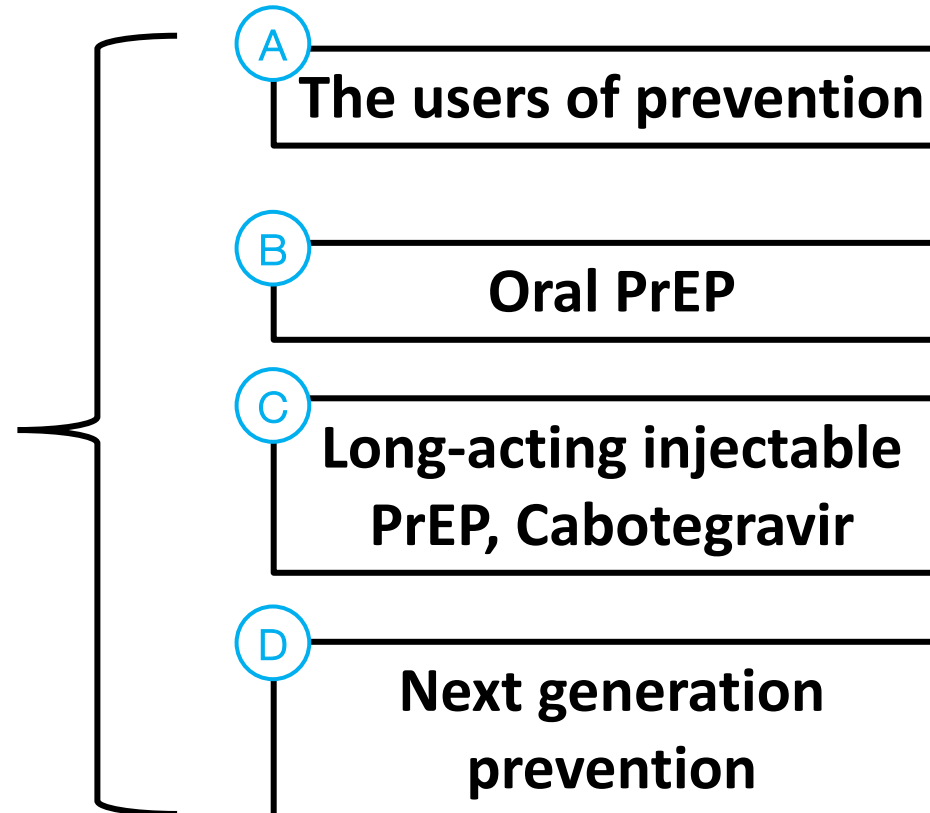 A
The users of prevention
B
Oral PrEP
C
Long-acting injectable
PrEP, Cabotegravir
D
Next generation
prevention